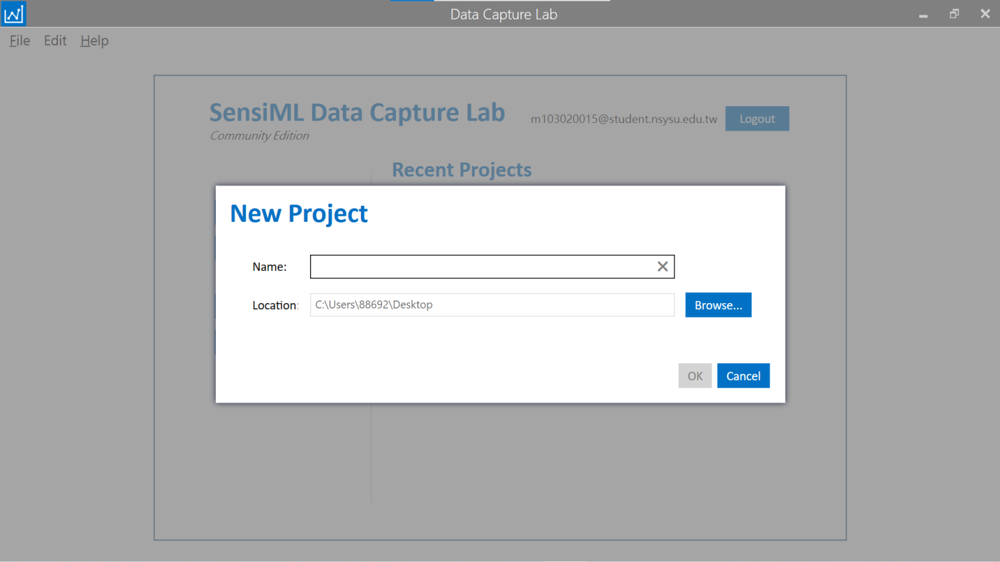 Data Capture Lab
File Edit Help
SensiML Data Capture Lab
Community Edition
m103020015@student.nsysu.edu.tw Logout
Recent Projects
New Project
Name:
Location: C:\Users\88692\Desktop Browse...
OK Cancel